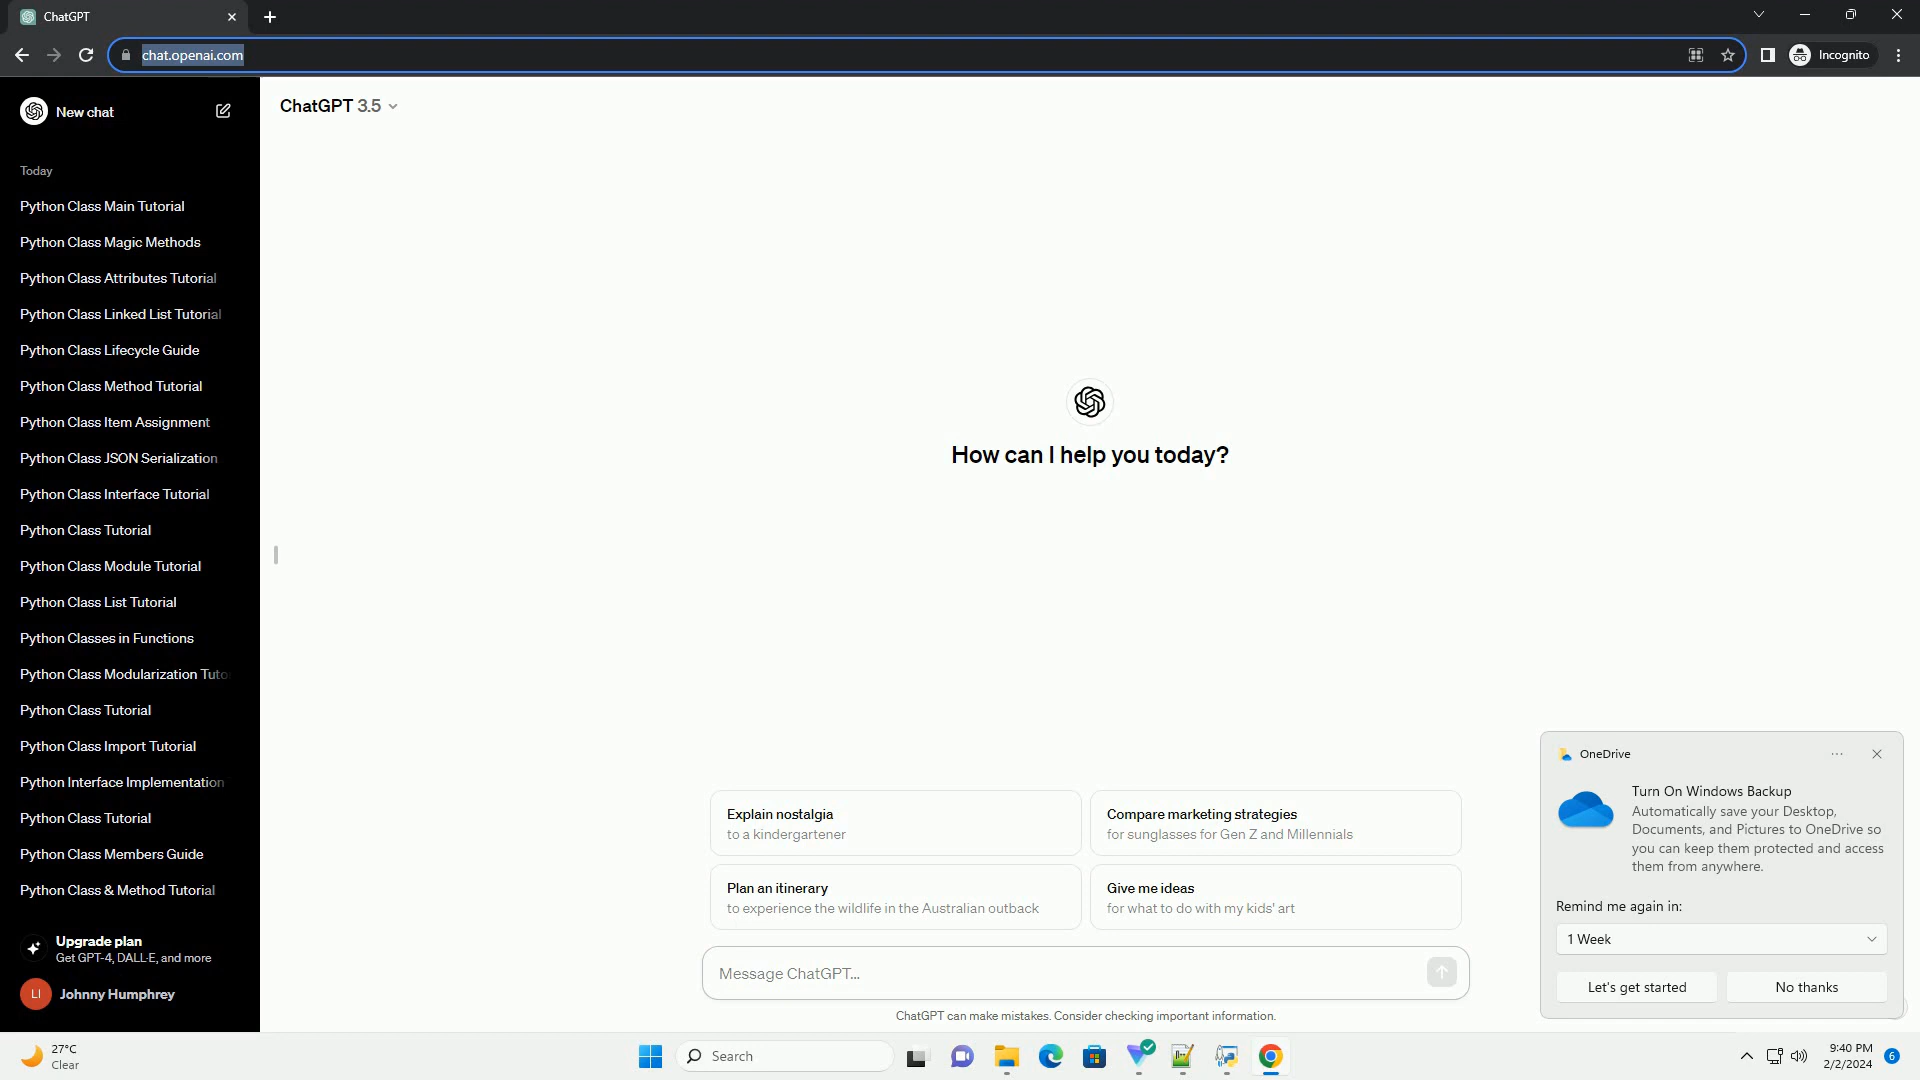 ChatGPT
chat.openai.com
Incognito
New chat
ChatGPT 3.5
Today
Python Class Main Tutorial
Python Class Magic Methods
Python Class Attributes Tutorial
Python Class Linked List Tutorial
Python Class Lifecycle Guide
Python Class Method Tutorial
Python Class Item Assignment
Python Class JSON Serialization
Python Class Interface Tutorial
Python Class Tutorial
Python Class Module Tutorial
Python Class List Tutorial
Python Classes in Functions
Python Class Modularization Tuto
Python Class Tutorial
Python Class Import Tutorial
Python Interface Implementation
Python Class Tutorial
Python Class Members Guide
Python Class & Method Tutorial
Upgrade plan
Get GPT-4, DALL·E, and more
LI
Johnny Humphrey
How can I help you today?
Explain nostalgia
to a kindergartener
Compare marketing strategies
for sunglasses for Gen Z and Millennials
Plan an itinerary
to experience the wildlife in the Australian outback
Give me ideas
for what to do with my kids' art
Message ChatGPT...
ChatGPT can make mistakes. Consider checking important information.
OneDrive
Turn On Windows Backup
Automatically save your Desktop,
Documents, and Pictures to OneDrive so
you can keep them protected and access
them from anywhere.
Remind me again in:
1 Week
Let's get started
No thanks
27°C
Clear
Search
9:40 PM
2/2/2024
6